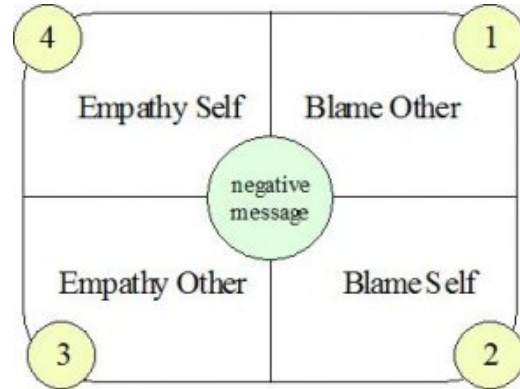 4
1
Empathy Self
Blame Other
negative
message
Empathy Other
Blame Self
3
2